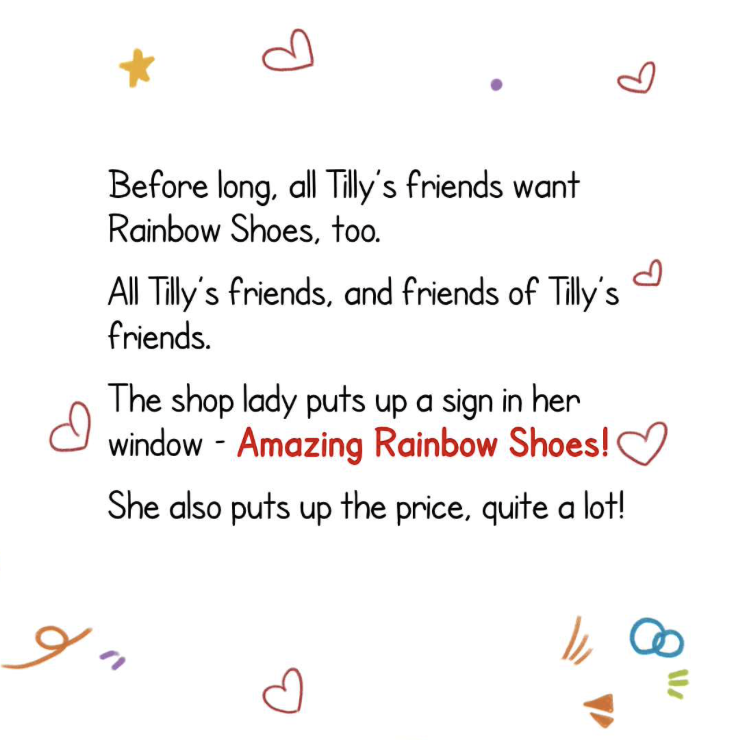 Before long, all Tilly's friends want
Rainbow Shoes, too.
All Tilly's friends, and friends of Tilly's
friends.
The shop lady puts up a sign in her
window - Amazing Rainbow Shoes!
She also puts up the price, quite a lot!